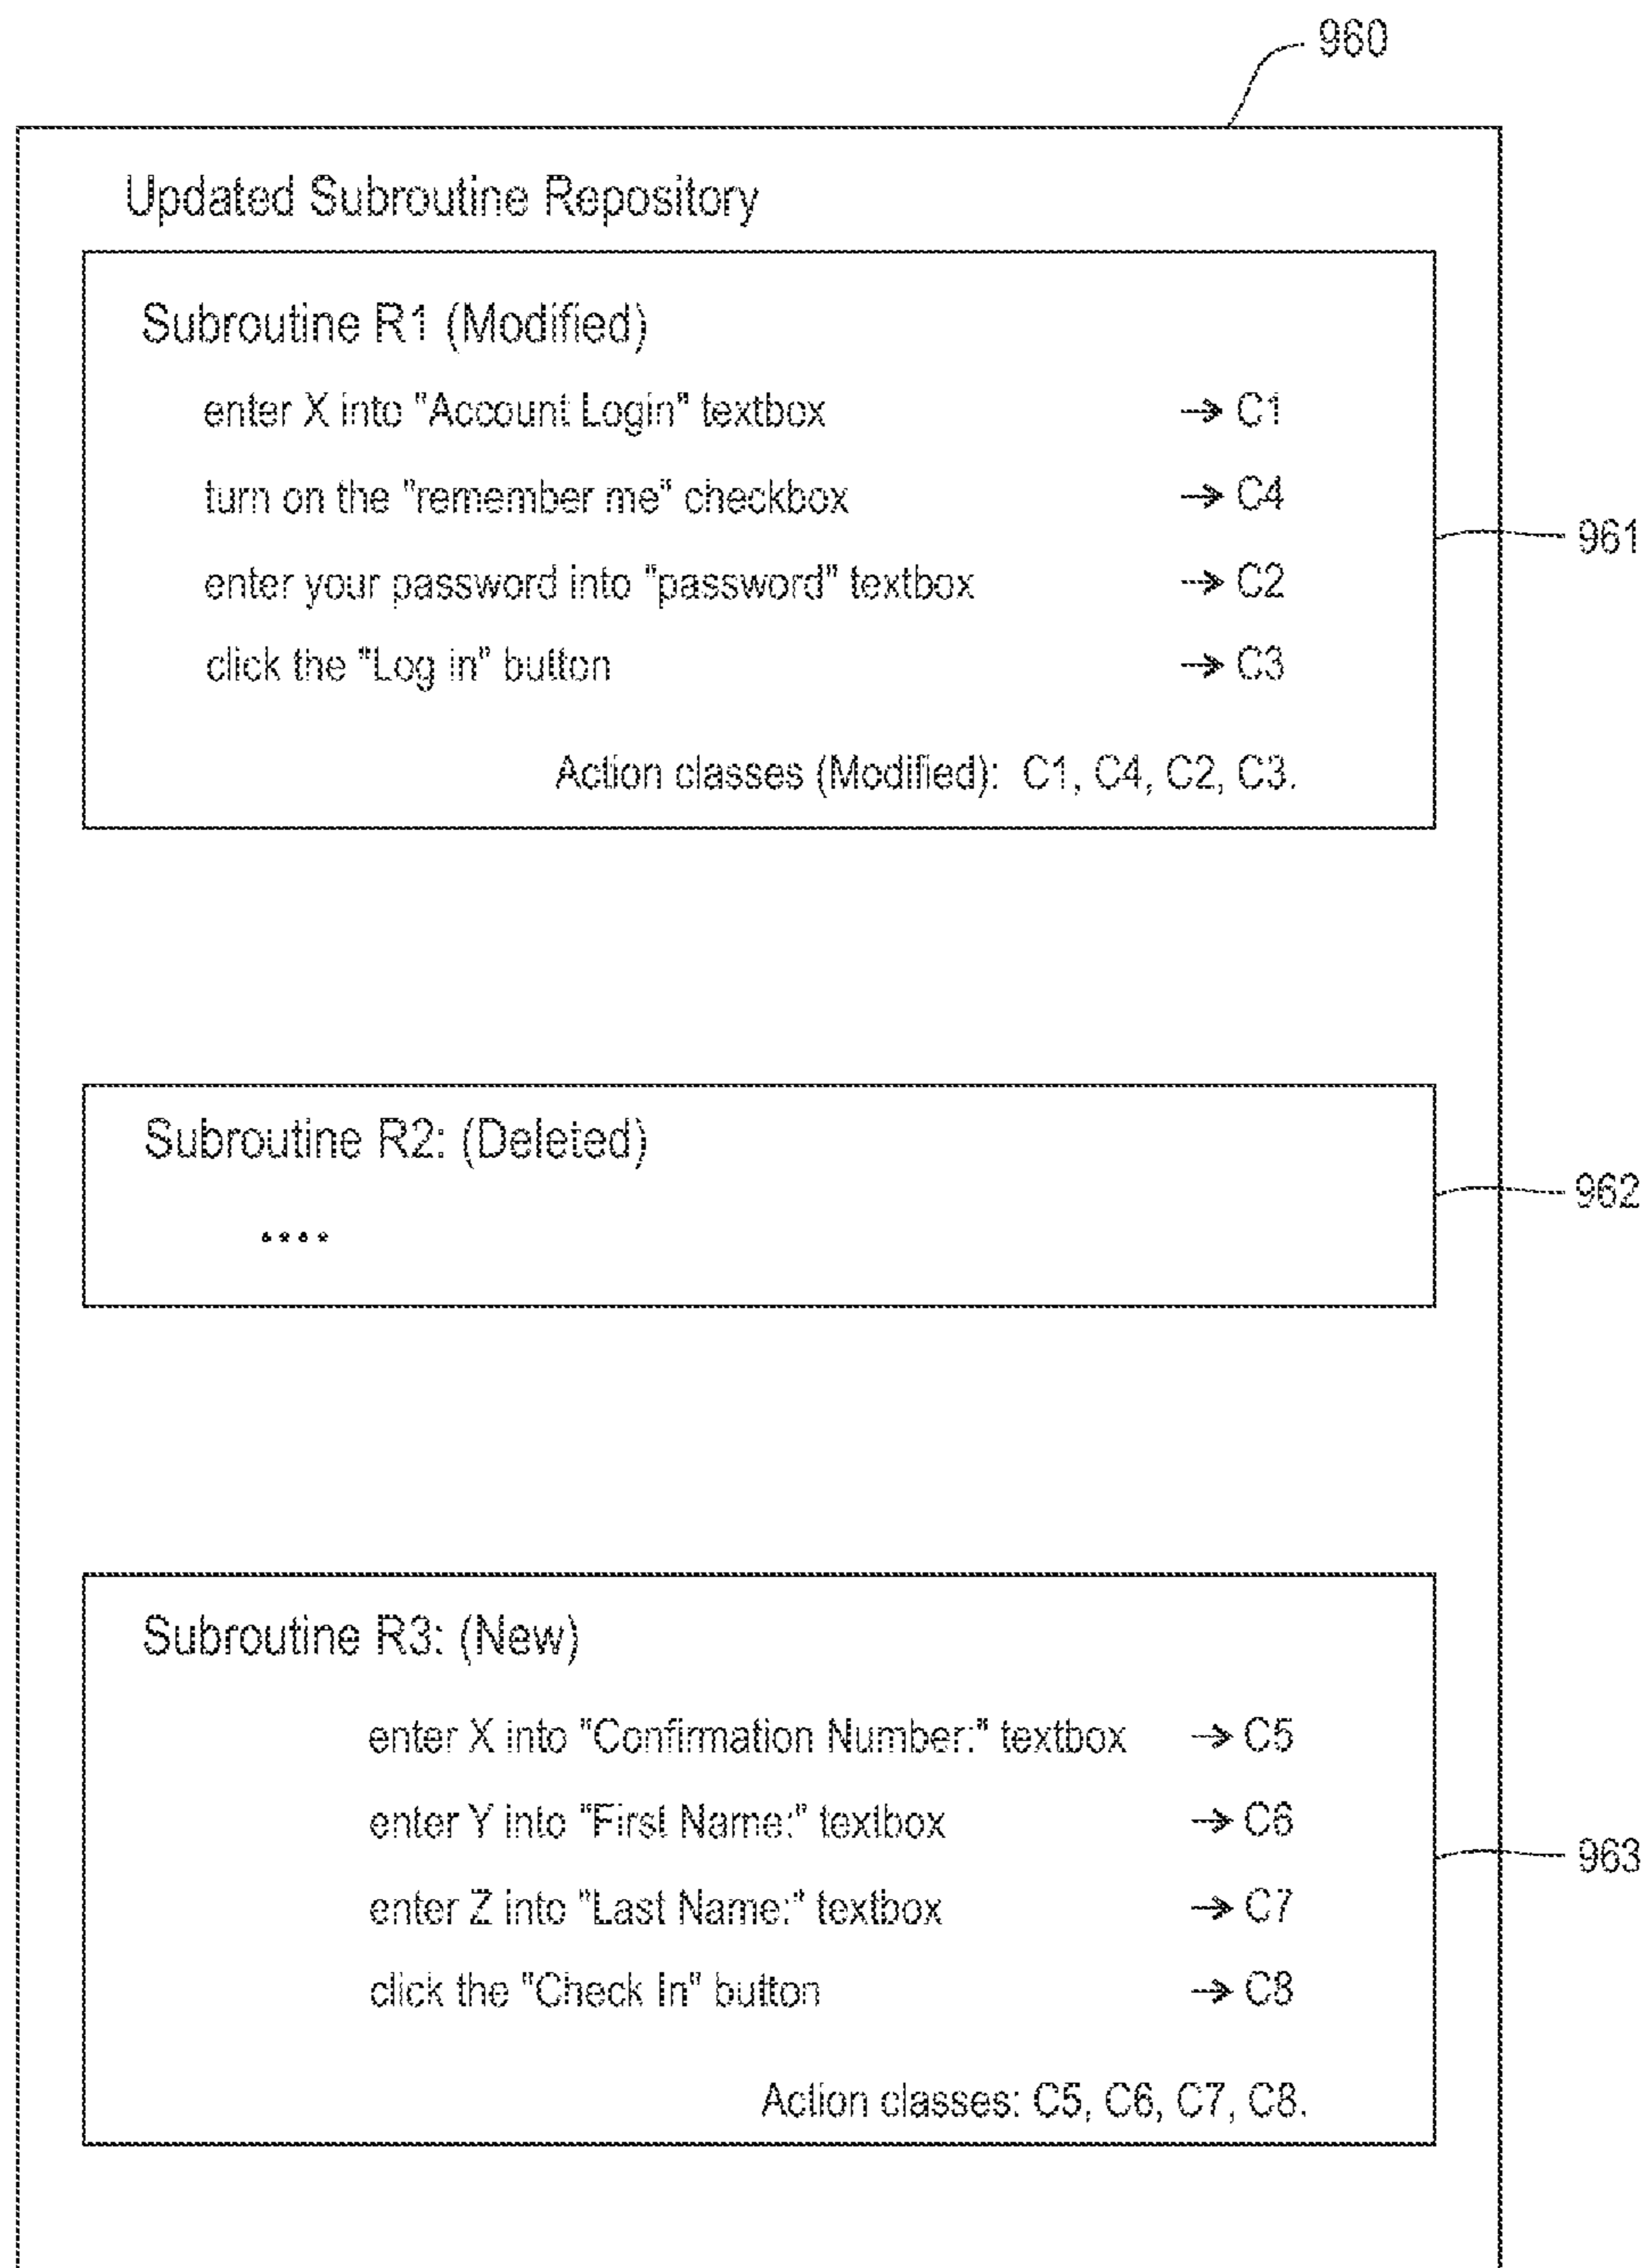 960
Updated Subroutine Repository
Subroutine R1 (Modified)
enter X into "Account Login" textbox → C1
turn on the "remember me" checkbox → C4
961
enter your password into "password" textbox → C2
click the "Log in" button → C3
Action classes (Modified): C1, C4, C2, C3.
Subroutine R2: (Deleted)
962
....
Subroutine R3: (New)
enter X into "Confirmation Number:" textbox → C5
enter Y into "First Name:" textbox → C6
963
enter Z into "Last Name:" textbox → C7
click the "Check In" button → C8
Action classes: C5, C6, C7, C8.